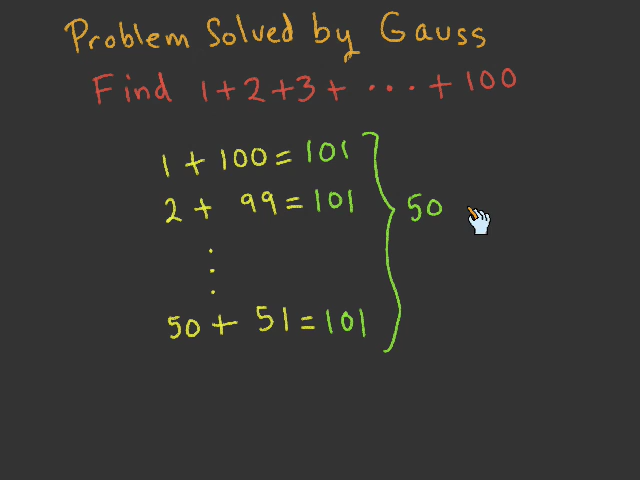 Problem Solved by Gauss
Find 1+2+3+ ··· + 100
1 + 100 = 101
2 + 99 = 101
⋮
50 + 51 = 101
50